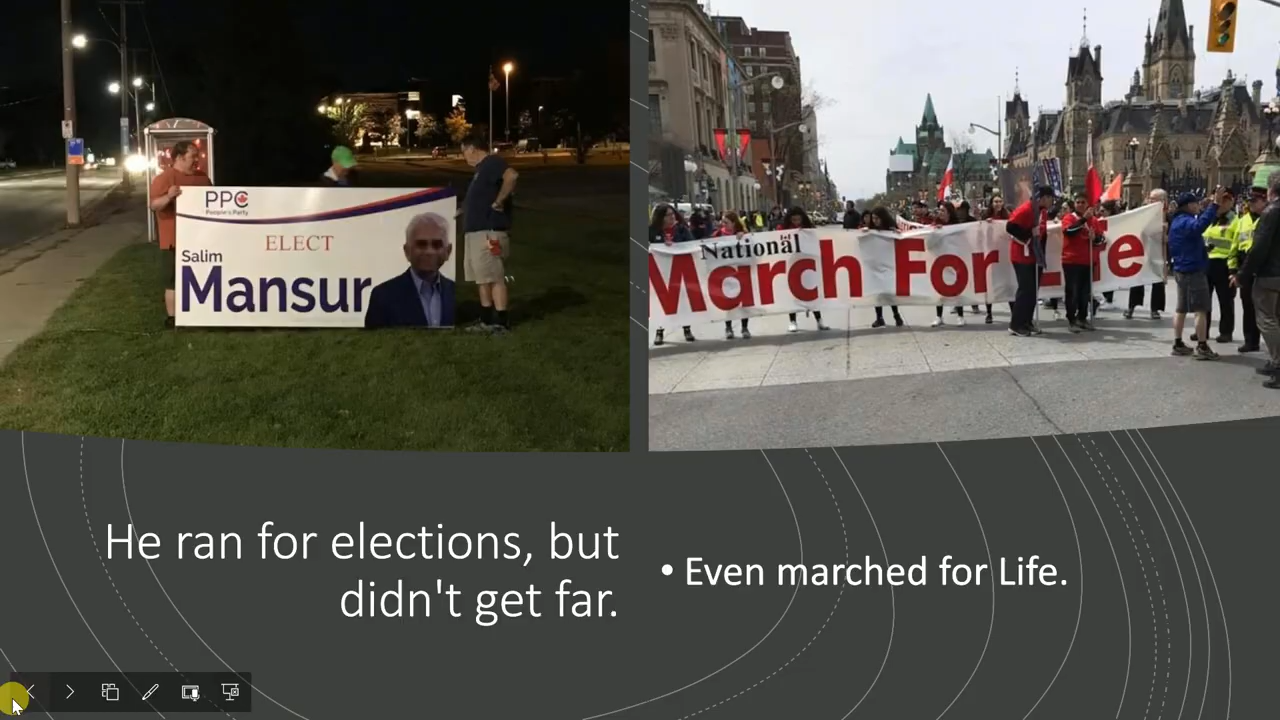 PPC
People's Party
ELECT
Salim
Mansur
National
March For Life
He ran for elections, but
didn't get far.
• Even marched for Life.